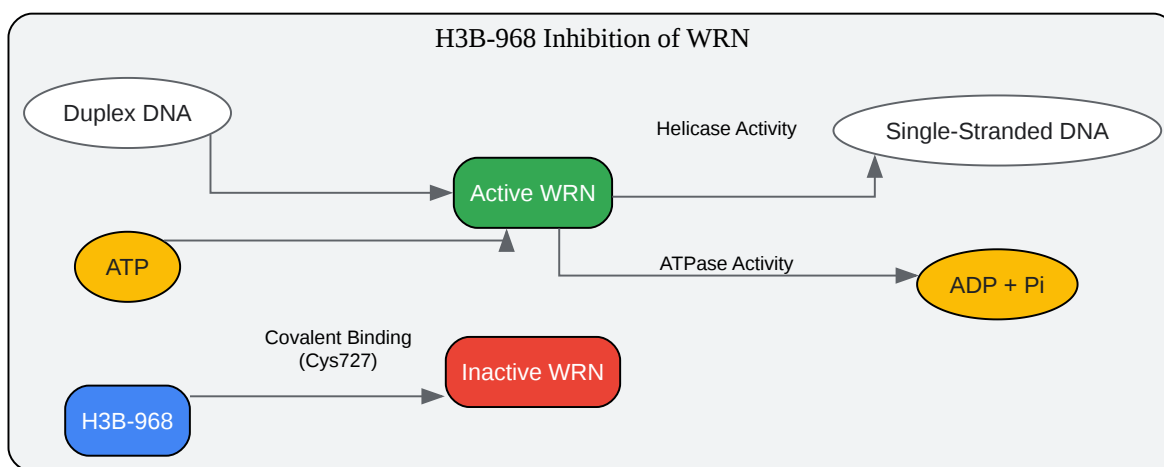 H3B-968 Inhibition of WRN
Duplex DNA
Helicase Activity
Single-Stranded DNA
Active WRN
ATP
ATPase Activity
ADP + Pi
Covalent Binding
(Cys727)
Inactive WRN
H3B-968